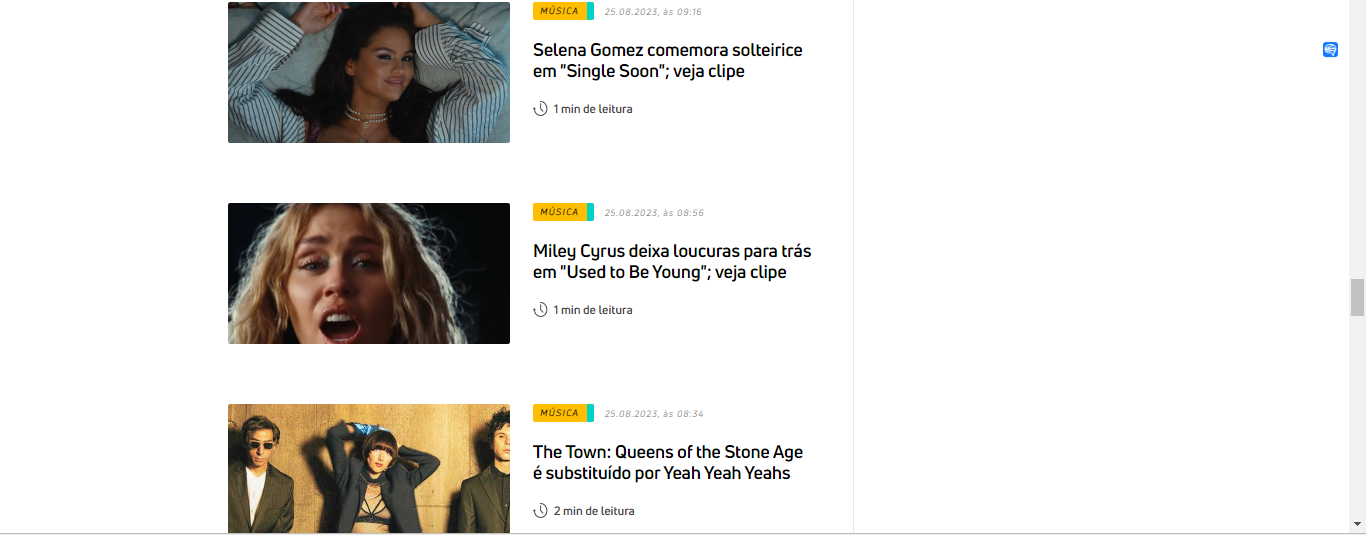 MÚSICA 25.08.2023, às 09:16
Selena Gomez comemora solteirice
em "Single Soon"; veja clipe
1 min de leitura
MÚSICA 25.08.2023, às 08:56
Miley Cyrus deixa loucuras para trás
em "Used to Be Young"; veja clipe
1 min de leitura
MÚSICA 25.08.2023, às 08:34
The Town: Queens of the Stone Age
é substituído por Yeah Yeah Yeahs
2 min de leitura